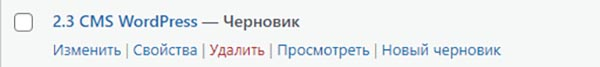 2.3 CMS WordPress — Черновик
Изменить | Свойства | Удалить | Просмотреть | Новый черновик